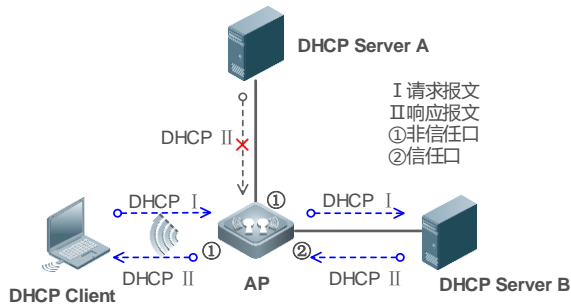 DHCP Server A
Ⅰ请求报文
Ⅱ响应报文
①非信任口
②信任口
DHCP Ⅱ
DHCP Ⅰ
①
DHCP Ⅰ
①
②
DHCP Ⅱ
AP
DHCP Ⅱ
DHCP Client
DHCP Server B